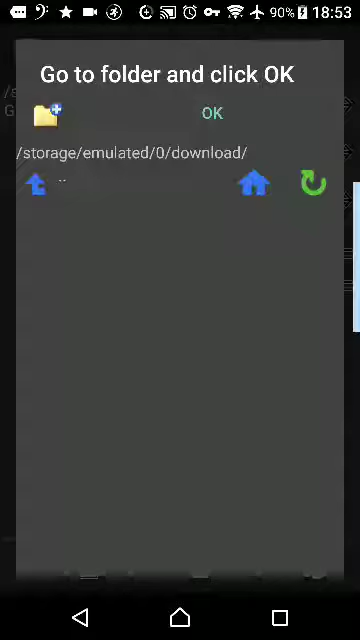 90% 18:53
Go to folder and click OK
OK
/storage/emulated/0/download/
..